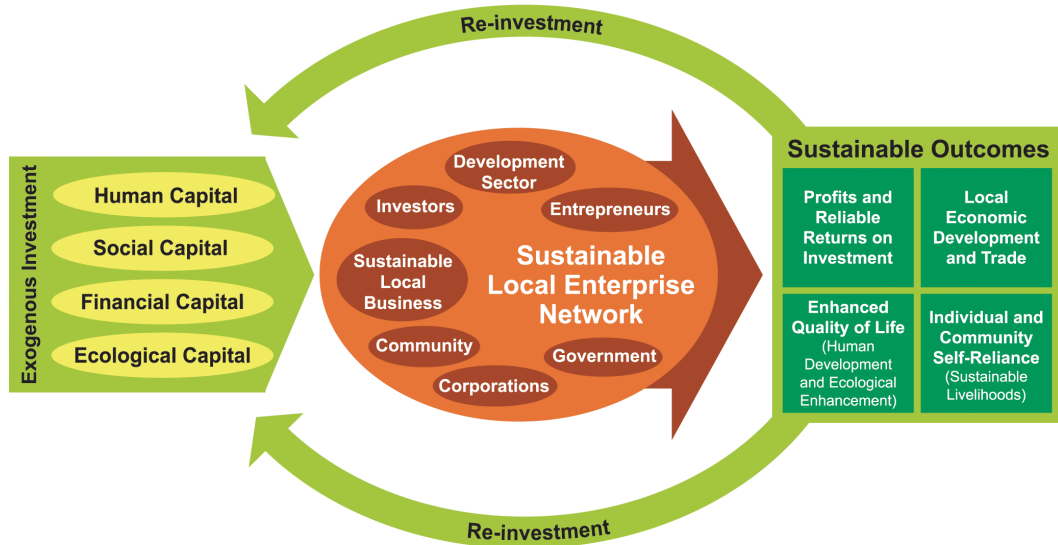 Re-investment
Exogenous Investment
Human Capital
Social Capital
Financial Capital
Ecological Capital
Development
Sector
Investors
Entrepreneurs
Sustainable
Local
Business
Sustainable
Local Enterprise
Network
Community
Government
Corporations
Sustainable Outcomes
Profits and
Reliable
Returns on
Investment
Local
Economic
Development
and Trade
Enhanced
Quality of Life
(Human
Development
and Ecological
Enhancement)
Individual and
Community
Self-Reliance
(Sustainable
Livelihoods)
Re-investment